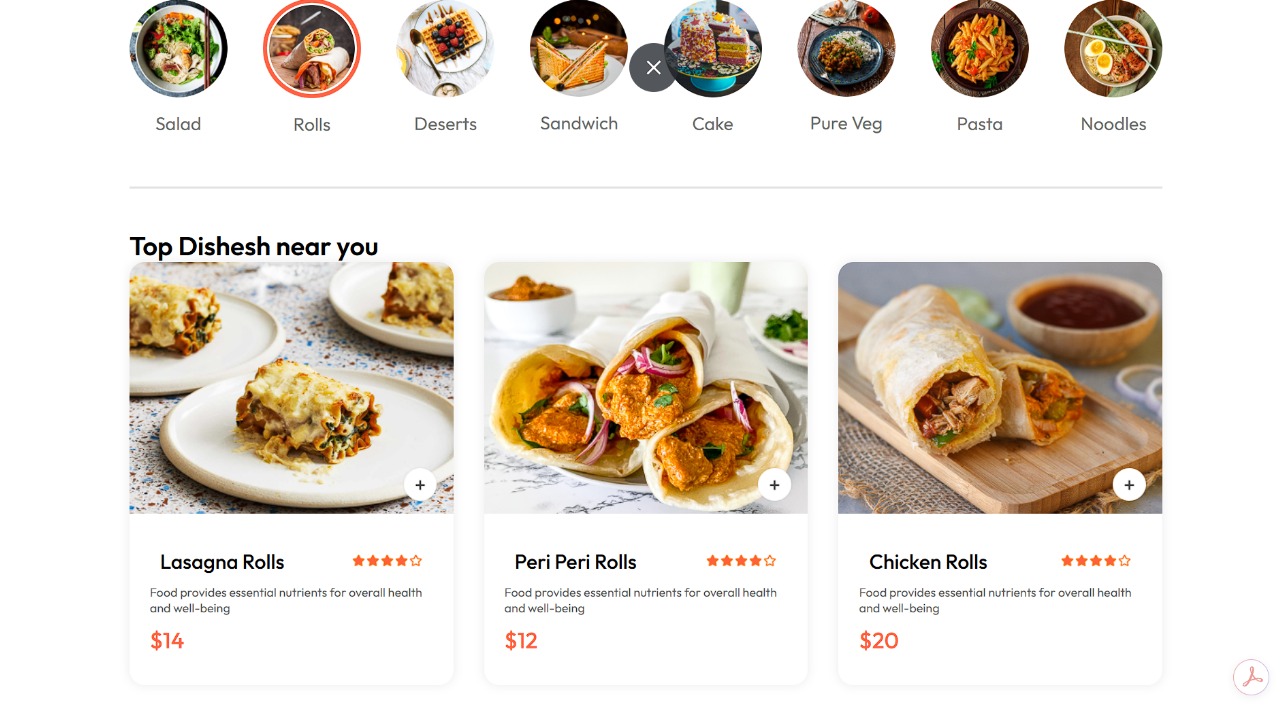 Salad
Rolls
Deserts
Sandwich
Cake
Pure Veg
Pasta
Noodles
Top Dishesh near you
Lasagna Rolls
Food provides essential nutrients for overall health
and well-being
$14
Peri Peri Rolls
Food provides essential nutrients for overall health
and well-being
$12
Chicken Rolls
Food provides essential nutrients for overall health
and well-being
$20